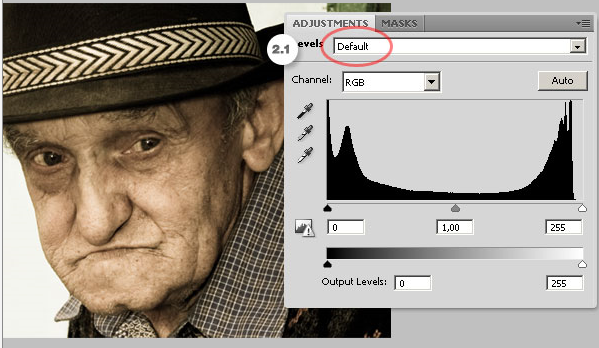 ADJUSTMENTS MASKS
2.1 evels Default
Channel: RGB Auto
0 1,00 255
Output Levels: 0 255